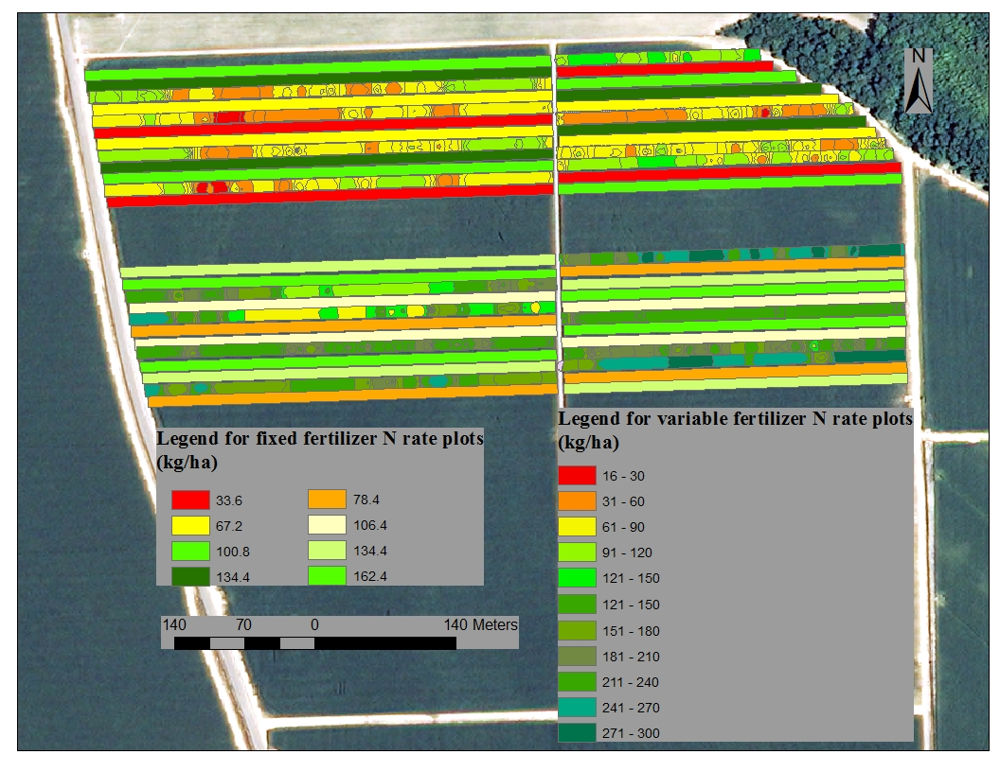 N
Legend for fixed fertilizer N rate plots
(kg/ha)
33.6
67.2
100.8
134.4
78.4
106.4
134.4
162.4
140 70 0 140 Meters
Legend for variable fertilizer N rate plots
(kg/ha)
16 - 30
31 - 60
61 - 90
91 - 120
121 - 150
121 - 150
151 - 180
181 - 210
211 - 240
241 - 270
271 - 300